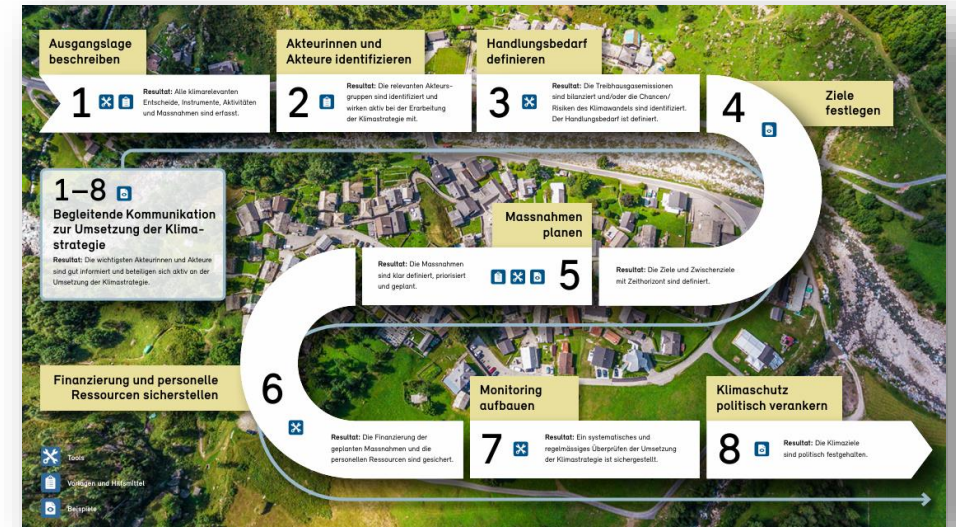 Ausgangslage
beschreiben
1
Resultat: Alle klimarelevanten
Entscheide, Instrumente, Aktivitäten
und Massnahmen sind erfasst.
Akteurinnen und
Akteure identifizieren
2
Resultat: Die relevanten Akteurs-
gruppen sind identifiziert und
wirken aktiv bei der Erarbeitung
der Klimastrategie mit.
Handlungsbedarf
definieren
3
Resultat: Die Treibhausgasemissionen
sind bilanziert und/oder die Chancen/
Risiken des Klimawandels sind identifiziert.
Der Handlungsbedarf ist definiert.
4
Ziele
festlegen
Resultat: Die Ziele und Zwischenziele
mit Zeithorizont sind definiert.
1–8
Begleitende Kommunikation
zur Umsetzung der Klima-
strategie
Resultat: Die wichtigsten Akteurinnen und Akteure
sind gut informiert und beteiligen sich aktiv an der
Umsetzung der Klimastrategie.
Massnahmen
planen
Resultat: Die Massnahmen
sind klar definiert, priorisiert
und geplant.
5
Finanzierung und personelle
Ressourcen sicherstellen
6
Resultat: Die Finanzierung der
geplanten Massnahmen und die
personellen Ressourcen sind gesichert.
Monitoring
aufbauen
7
Resultat: Ein systematisches und
regelmässiges Überprüfen der Umsetzung
der Klimastrategie ist sichergestellt.
Klimaschutz
politisch verankern
8
Resultat: Die Klimaziele
sind politisch festgehalten.
Tools
Vorlagen und Hilfsmittel
Beispiele